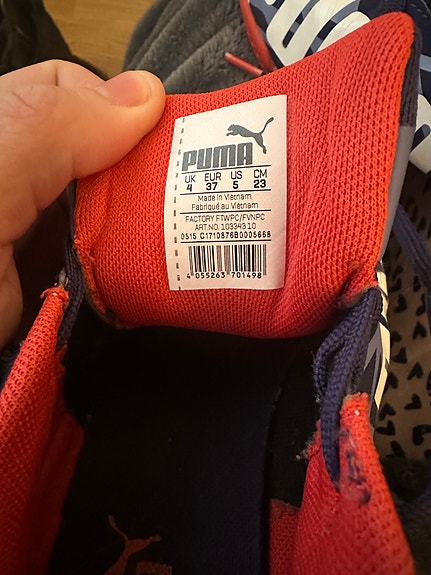 PUMA
UK EUR US CM
4 37 5 23
Made in Vietnam
Fabriqué au Vietnam
FACTORY FTWPC/FVNPC
ART.NO. 103343 10
0515 C1710876B0005668
4 055263 701498